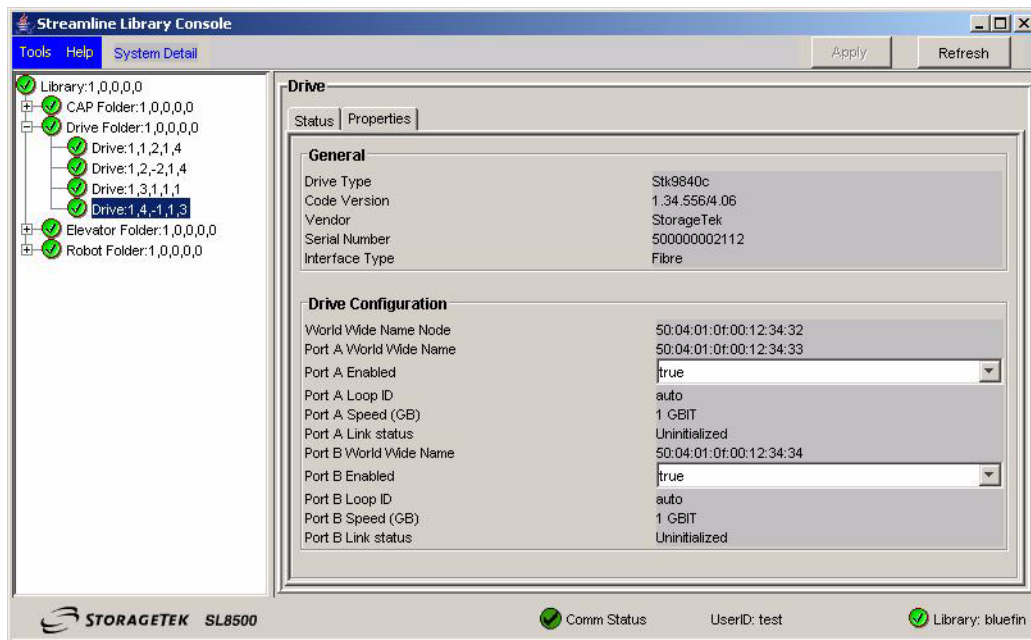 Streamline Library Console
Tools Help System Detail Apply Refresh
Library:1,0,0,0,0
CAP Folder:1,0,0,0,0
Drive Folder:1,0,0,0,0
Drive:1,1,2,1,4
Drive:1,2,-2,1,4
Drive:1,3,1,1,1
Drive:1,4,-1,1,3
Elevator Folder:1,0,0,0,0
Robot Folder:1,0,0,0,0
Drive
Status Properties
General
Drive Type Stk9840c
Code Version 1.34.556/4.06
Vendor StorageTek
Serial Number 500000002112
Interface Type Fibre
Drive Configuration
World Wide Name Node 50:04:01:0f:00:12:34:32
Port A World Wide Name 50:04:01:0f:00:12:34:33
Port A Enabled true
Port A Loop ID auto
Port A Speed (GB) 1 GBIT
Port A Link status Uninitialized
Port B World Wide Name 50:04:01:0f:00:12:34:34
Port B Enabled true
Port B Loop ID auto
Port B Speed (GB) 1 GBIT
Port B Link status Uninitialized
STORAGETEK SL8500 Comm Status UserID: test Library: bluefin